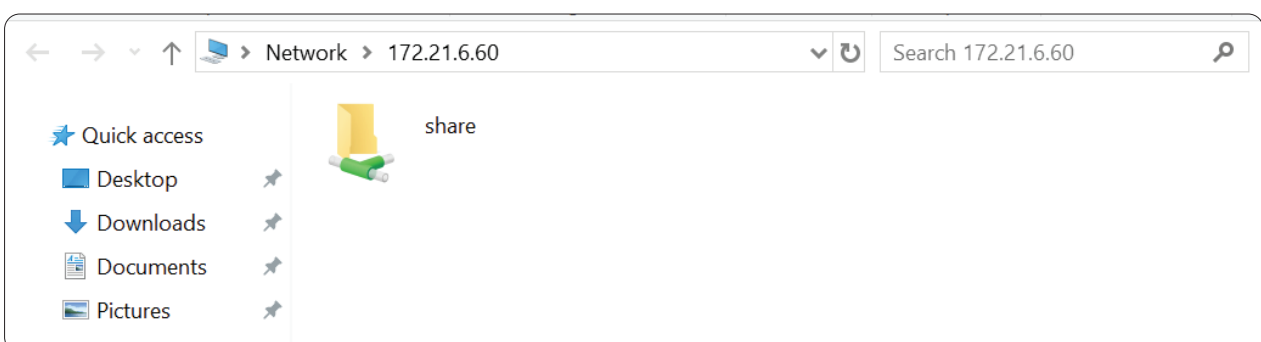 Network > 172.21.6.60
Search 172.21.6.60
Quick access
share
Desktop
Downloads
Documents
Pictures